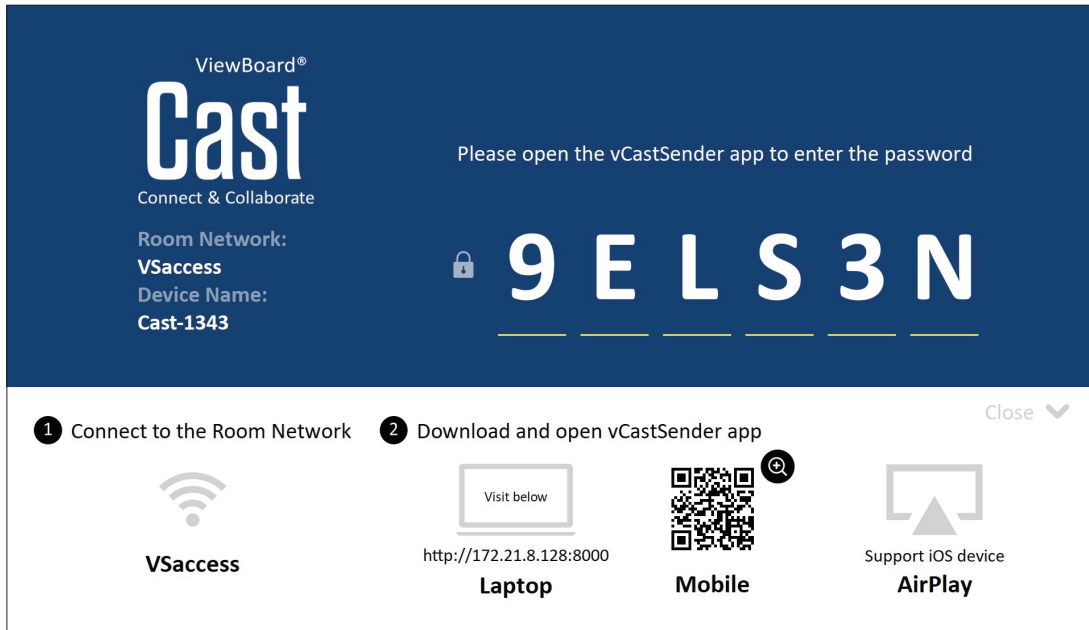 ViewBoard®
Cast
Connect & Collaborate
Room Network:
VSaccess
Device Name:
Cast-1343
Please open the vCastSender app to enter the password
9 E L S 3 N
Close
1 Connect to the Room Network
VSaccess
2 Download and open vCastSender app
Visit below
http://172.21.8.128:8000
Laptop
Mobile
Support iOS device
AirPlay